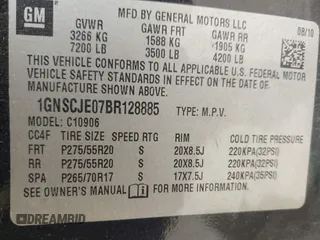 GM
MFD BY GENERAL MOTORS LLC
08/10
GVWR GAWR FRT GAWR RR
3266 KG 1588 KG 1905 KG
7200 LB 3500 LB 4200 LB
THIS VEHICLE CONFORMS TO ALL APPLICABLE U.S. FEDERAL MOTOR
VEHICLE SAFETY STANDARDS IN EFFECT ON THE DATE OF
MANUFACTURE SHOWN ABOVE.
1GNSCJE07BR128885 TYPE: M.P.V.
MODEL: C10906
CC4F TIRE SIZE SPEED RTG RIM COLD TIRE PRESSURE
FRT P275/55R20 S 20X8.5J 220KPA(32PSI)
RR P275/55R20 S 20X8.5J 220KPA(32PSI)
SPA P265/70R17 S 17X7.5J 240KPA(35PSI)
SEE OWNER'S MANUAL
DREAMBID